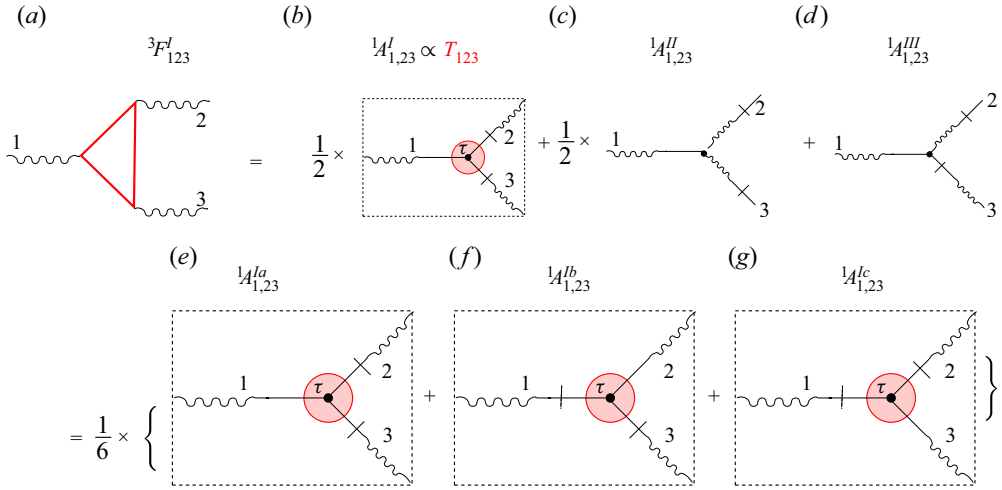 (a) (b) (c) (d)
³F^I_123 ¹A^I_1,23 ∝ T_123 ¹A^II_1,23 ¹A^III_1,23
1 2 3 = 1/2 × 1 τ 2 3 + 1/2 × 1 2 3 + 1 2 3
(e) (f) (g)
¹A^Ia_1,23 ¹A^Ib_1,23 ¹A^Ic_1,23
= 1/6 × { 1 τ 2 3 + 1 τ 2 3 + 1 τ 2 3 }